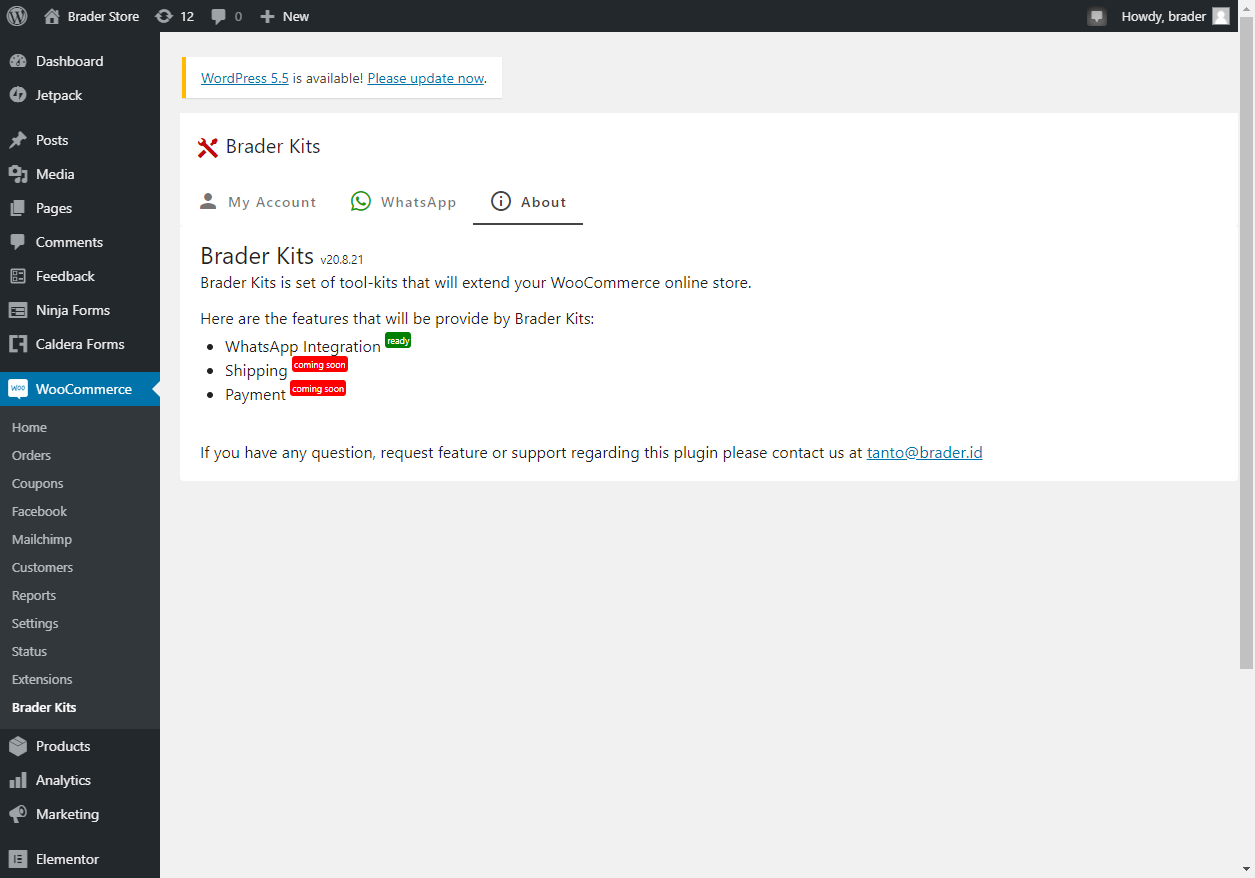 Brader Store 12 0 New Howdy, brader
Dashboard
Jetpack
Posts
Media
Pages
Comments
Feedback
Ninja Forms
Caldera Forms
WOO WooCommerce
Home
Orders
Coupons
Facebook
Mailchimp
Customers
Reports
Settings
Status
Extensions
Brader Kits
Products
Analytics
Marketing
Elementor
WordPress 5.5 is available! Please update now.
Brader Kits
My Account WhatsApp About
Brader Kits v20.8.21
Brader Kits is set of tool-kits that will extend your WooCommerce online store.
Here are the features that will be provide by Brader Kits:
• WhatsApp Integration ready
• Shipping coming soon
• Payment coming soon
If you have any question, request feature or support regarding this plugin please contact us at tanto@brader.id